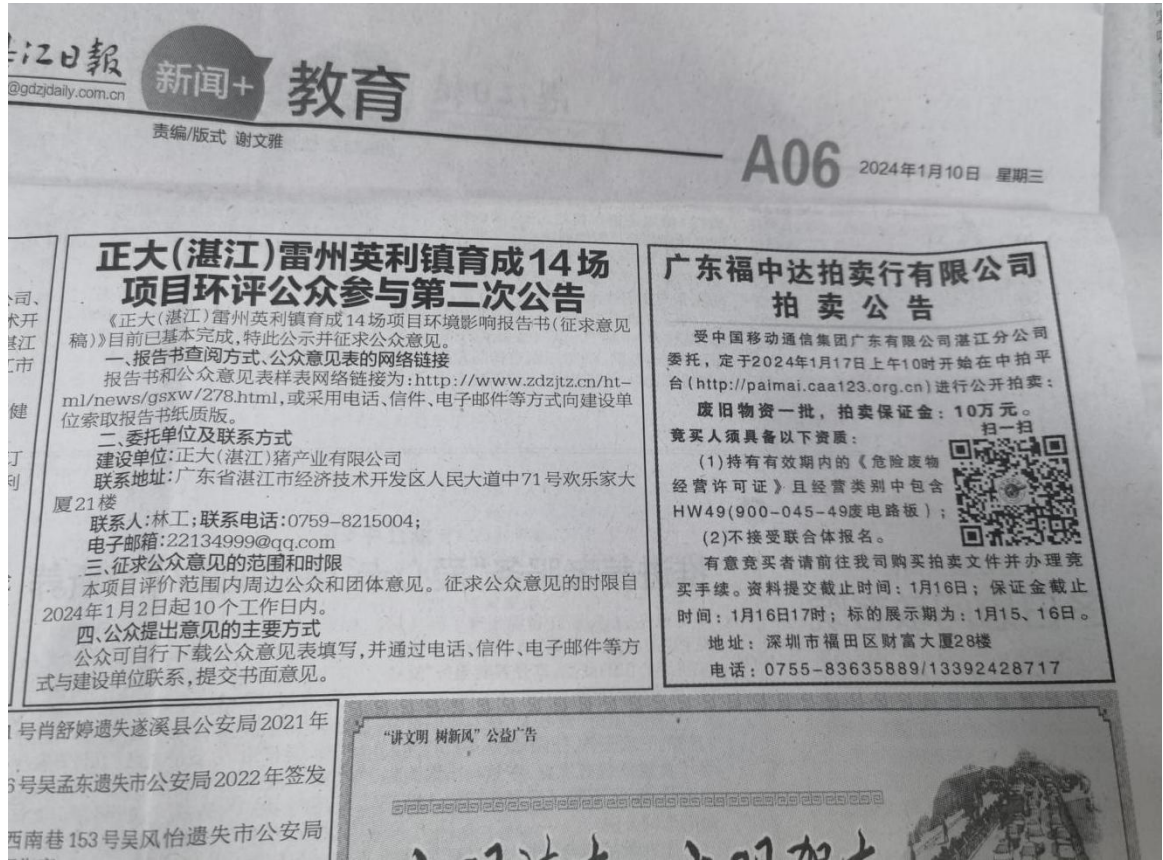 江日報
@gdzjdaily.com.cn
新闻+
教育
责编/版式 谢文雅
A06
2024年1月10日 星期三
公司、
术开
湛江
江市
健
订
利
正大(湛江)雷州英利镇育成14场
项目环评公众参与第二次公告
《正大(湛江)雷州英利镇育成14场项目环境影响报告书(征求意见
稿)》目前已基本完成,特此公示并征求公众意见。
一、报告书查阅方式、公众意见表的网络链接
报告书和公众意见表样表网络链接为:http://www.zdzjtz.cn/ht-
ml/news/gsxw/278.html,或采用电话、信件、电子邮件等方式向建设单
位索取报告书纸质版。
二、委托单位及联系方式
建设单位:正大(湛江)猪产业有限公司
联系地址:广东省湛江市经济技术开发区人民大道中71号欢乐家大
厦21楼
联系人:林工;联系电话:0759-8215004;
电子邮箱:22134999@qq.com
三、征求公众意见的范围和时限
本项目评价范围内周边公众和团体意见。征求公众意见的时限自
2024年1月2日起10个工作日内。
四、公众提出意见的主要方式
公众可自行下载公众意见表填写,并通过电话、信件、电子邮件等方
式与建设单位联系,提交书面意见。
广东福中达拍卖行有限公司
拍卖公告
受中国移动通信集团广东有限公司湛江分公司
委托,定于2024年1月17日上午10时开始在中拍平
台(http://paimai.caa123.org.cn)进行公开拍卖:
废旧物资一批,拍卖保证金:10万元。
扫一扫
竞买人须具备以下资质:
(1)持有有效期内的《危险废物
经营许可证》且经营类别中包含
HW49(900-045-49废电路板);
(2)不接受联合体报名。
有意竞买者请前往我司购买拍卖文件并办理竞
买手续。资料提交截止时间:1月16日;保证金截止
时间:1月16日17时;标的展示期为:1月15、16日。
地址:深圳市福田区财富大厦28楼
电话:0755-83635889/13392428717
号肖舒婷遗失遂溪县公安局2021年
号吴孟东遗失市公安局2022年签发
西南巷153号吴风怡遗失市公安局
“讲文明 树新风”公益广告